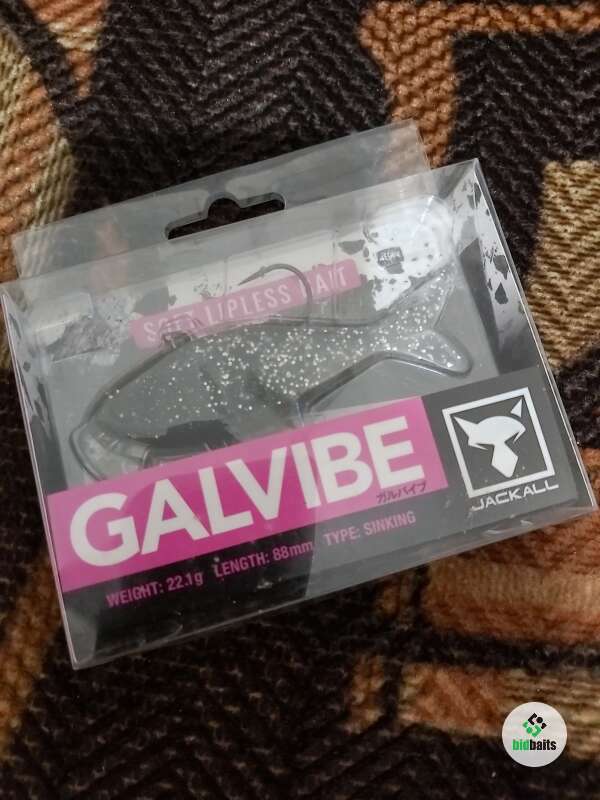 SOFT LIPLESS BAIT
GALVIBE
ガルバイブ
JACKALL
WEIGHT: 22.1g LENGTH: 88mm TYPE: SINKING
bidbaits